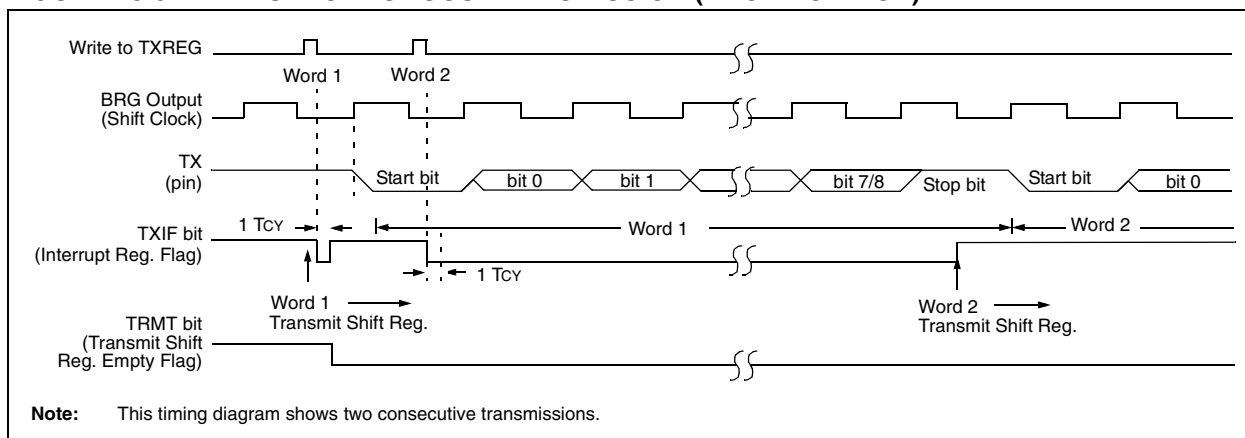 Write to TXREG
Word 1
Word 2
BRG Output
(Shift Clock)
TX
(pin)
Start bit
bit 0
bit 1
bit 7/8
Stop bit
Start bit
bit 0
1 TCY
Word 1
Word 2
TXIF bit
(Interrupt Reg. Flag)
1 TCY
Word 1
Transmit Shift Reg.
Word 2
Transmit Shift Reg.
TRMT bit
(Transmit Shift
Reg. Empty Flag)
Note: This timing diagram shows two consecutive transmissions.